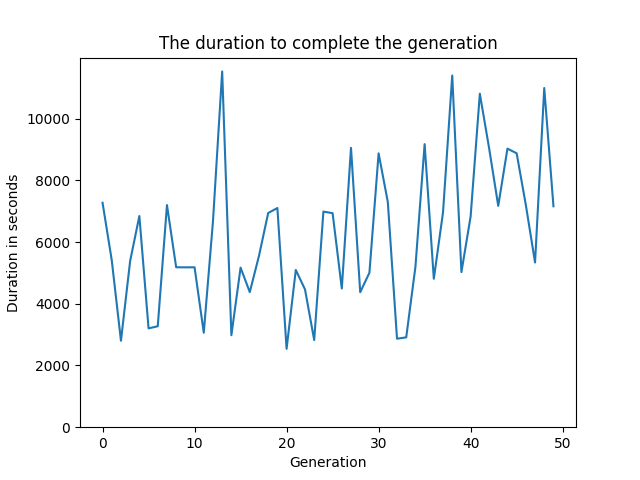 The duration to complete the generation
10000
8000
6000
4000
2000
0
Duration in seconds
0 10 20 30 40 50
Generation